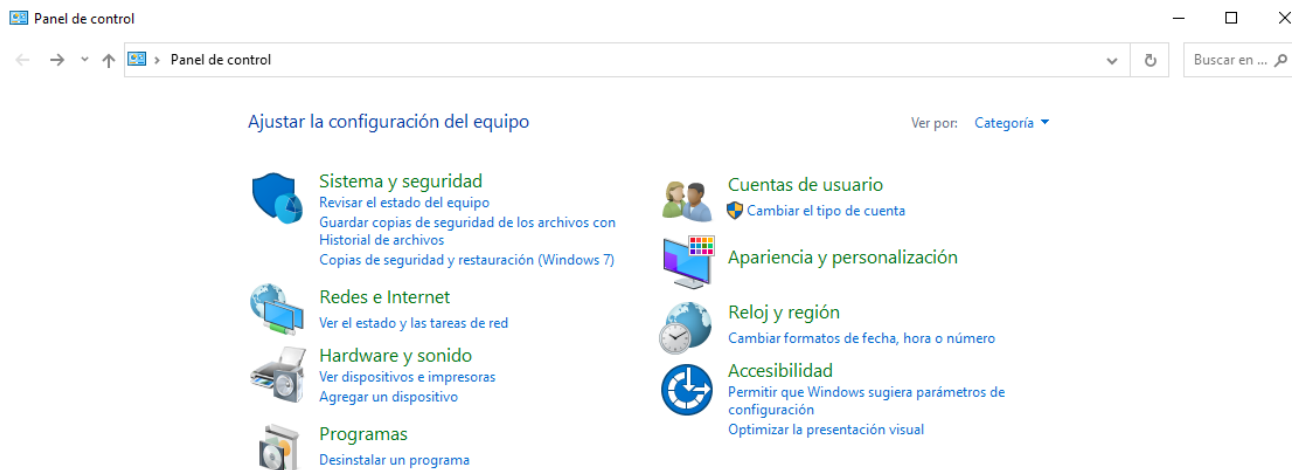 Panel de control
Panel de control
Buscar en ...
Ajustar la configuración del equipo
Ver por: Categoría
Sistema y seguridad
Revisar el estado del equipo
Guardar copias de seguridad de los archivos con
Historial de archivos
Copias de seguridad y restauración (Windows 7)
Redes e Internet
Ver el estado y las tareas de red
Hardware y sonido
Ver dispositivos e impresoras
Agregar un dispositivo
Programas
Desinstalar un programa
Cuentas de usuario
Cambiar el tipo de cuenta
Apariencia y personalización
Reloj y región
Cambiar formatos de fecha, hora o número
Accesibilidad
Permitir que Windows sugiera parámetros de
configuración
Optimizar la presentación visual